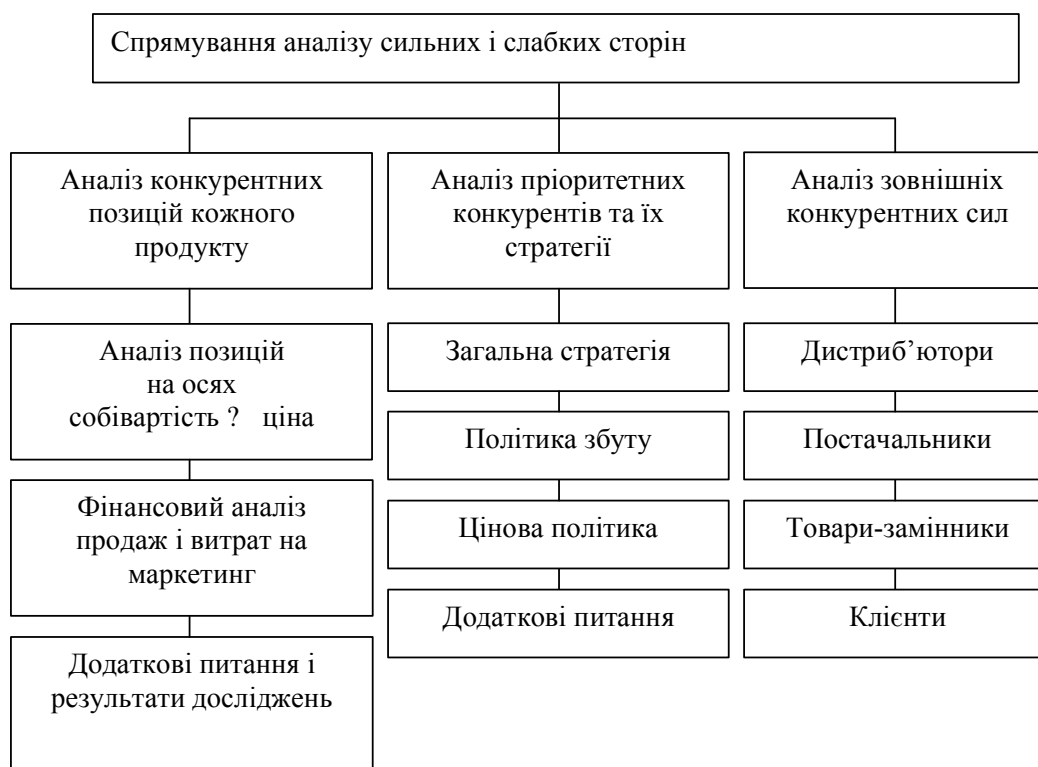 Спрямування аналізу сильних і слабких сторін
Аналіз конкурентних
позицій кожного
продукту
Аналіз позицій
на осях
собівартість ? ціна
Фінансовий аналіз
продаж і витрат на
маркетинг
Додаткові питання і
результати досліджень
Аналіз пріоритетних
конкурентів та їх
стратегії
Загальна стратегія
Політика збуту
Цінова політика
Додаткові питання
Аналіз зовнішніх
конкурентних сил
Дистриб’ютори
Постачальники
Товари-замінники
Клієнти